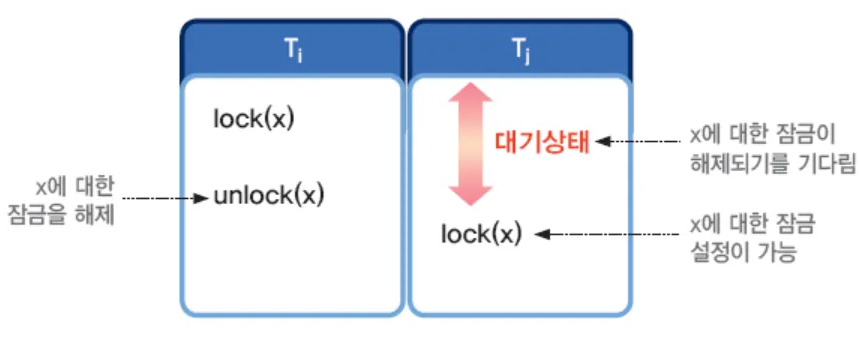 Ti
Tj
lock(x)
대기상태
x에 대한 잠금이
해제되기를 기다림
x에 대한
잠금을 해제
unlock(x)
lock(x)
x에 대한 잠금
설정이 가능